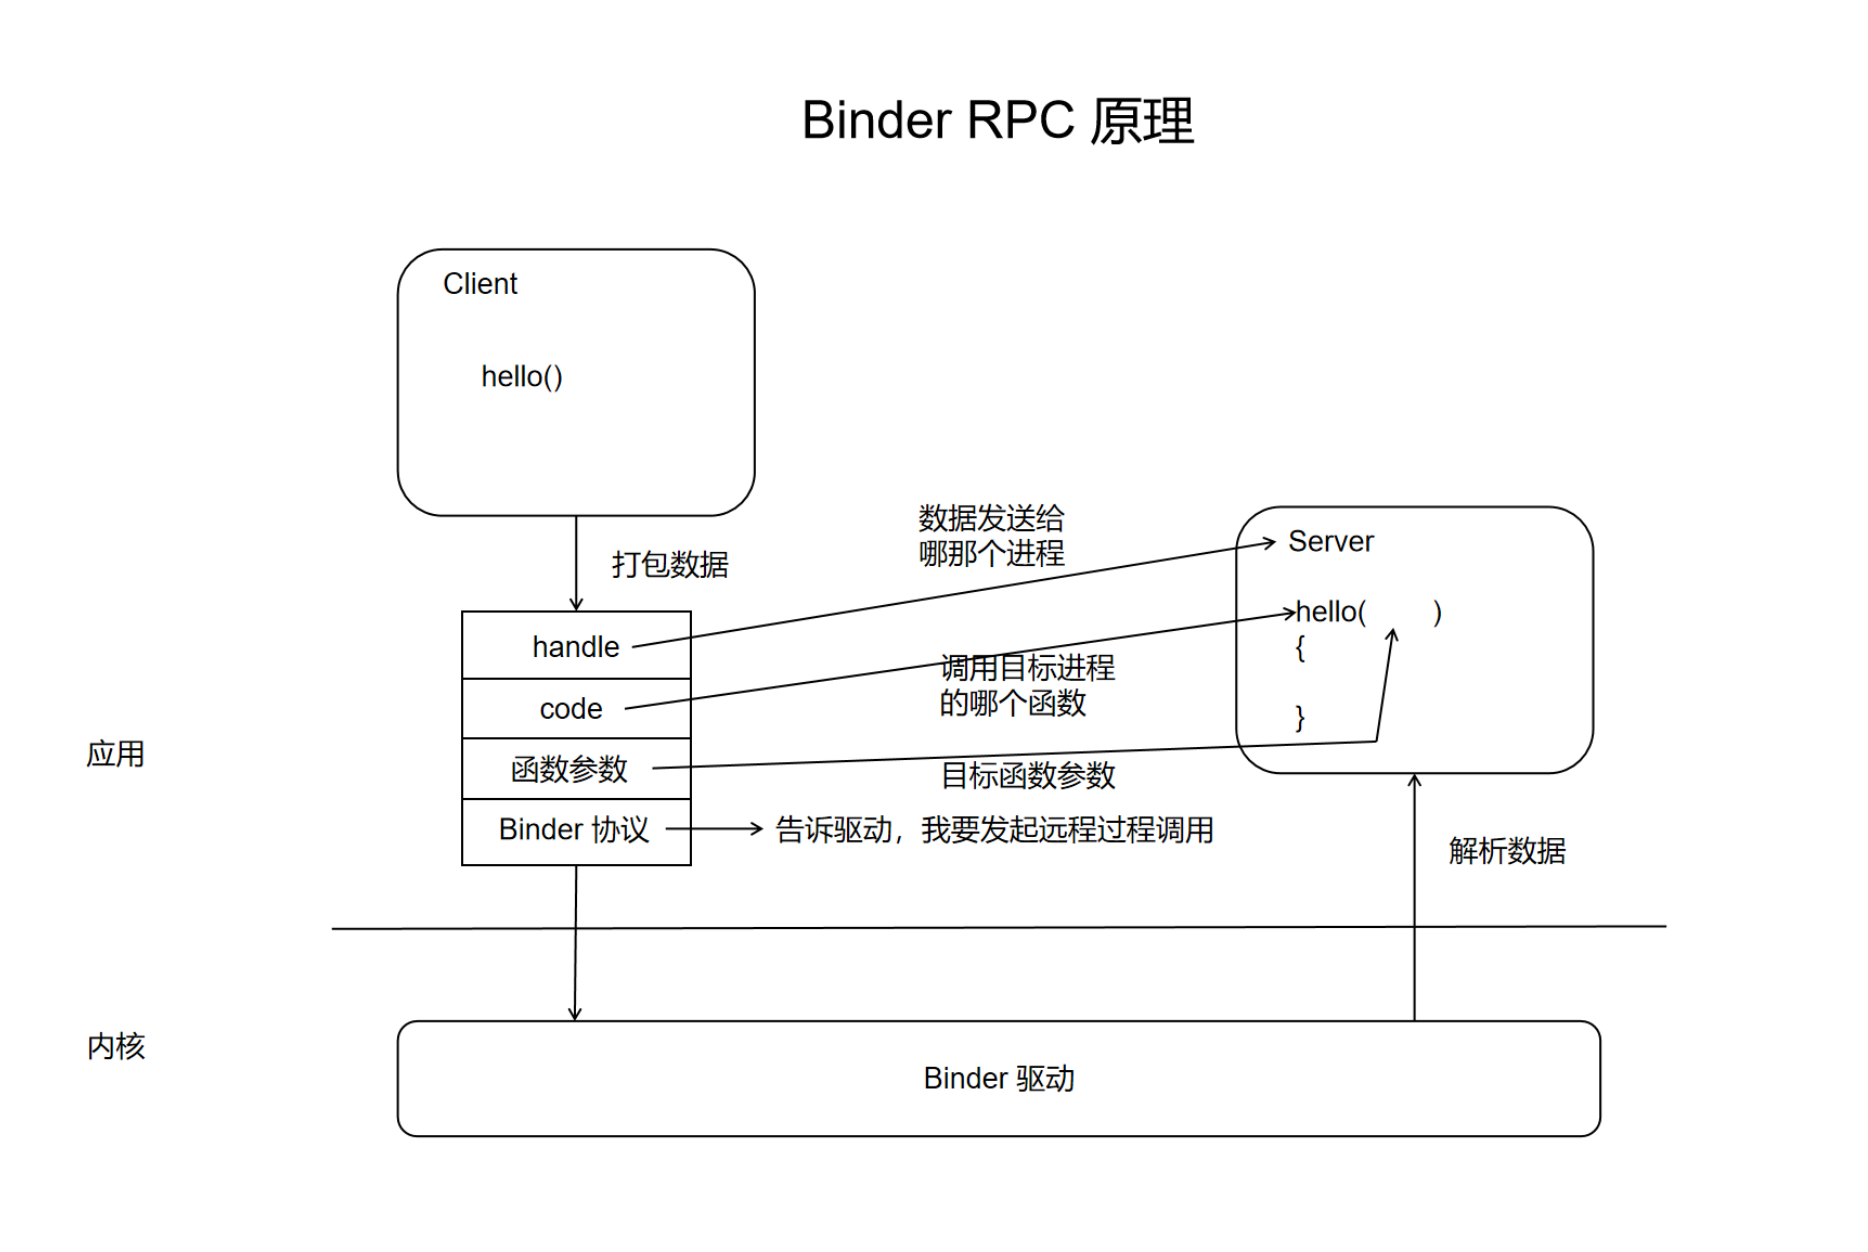 Binder RPC 原理
Client
hello()
打包数据
数据发送给
哪那个进程
Server
hello( )
{
}
handle
code
函数参数
Binder 协议
调用目标进程
的哪个函数
目标函数参数
告诉驱动，我要发起远程过程调用
解析数据
应用
内核
Binder 驱动